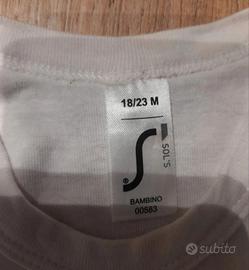 18/23 M
S
SOL'S
®
BAMBINO
00583
subito